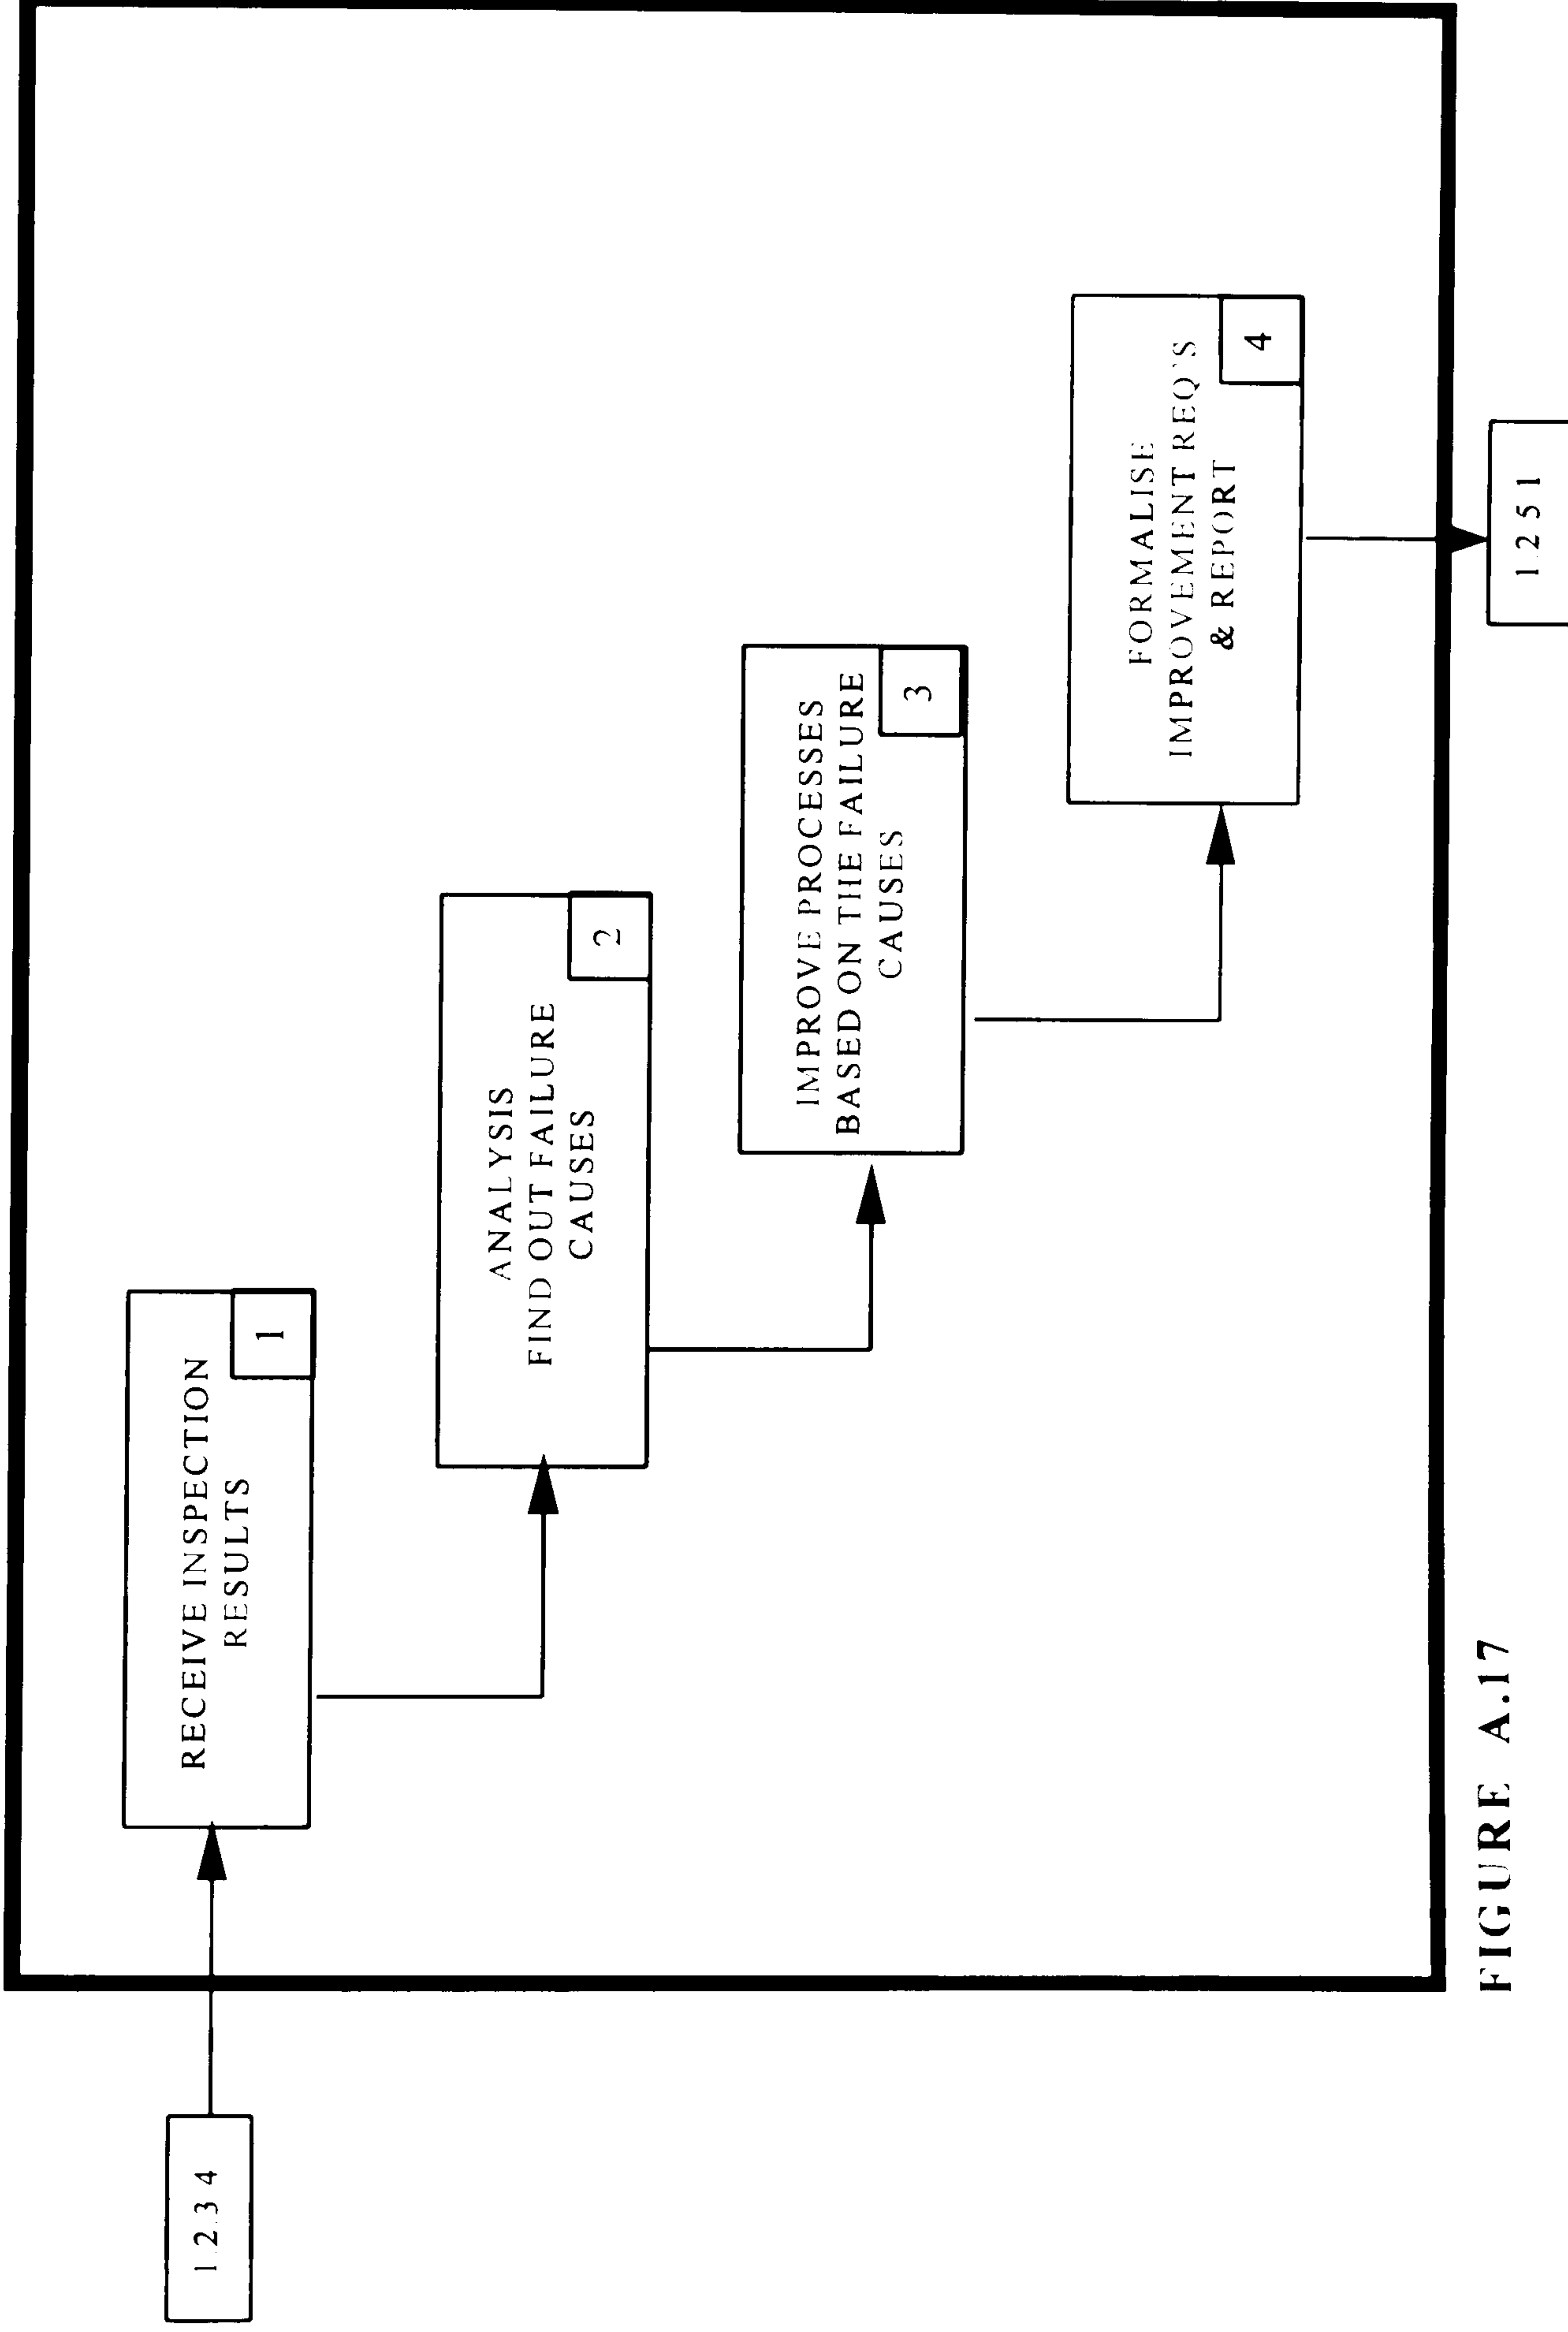 1.2.3 4
RECEIVE INSPECTION
RESULTS
1
ANALYSIS
FIND OUT FAILURE
CAUSES
2
IMPROVE PROCESSES
BASED ON THE FAILURE
CAUSES
3
FORMALISE
IMPROVEMENT REQ'S
& REPORT
4
1.2 5 1
FIGURE A.17